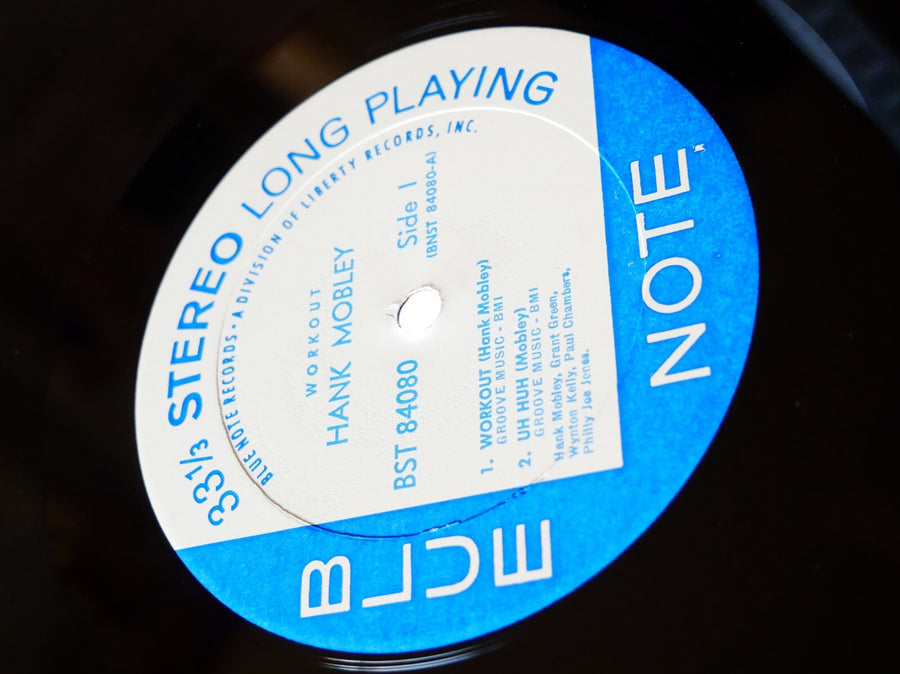 33 1/3 STEREO LONG PLAYING
BLUE NOTE RECORDS • A DIVISION OF LIBERTY RECORDS, INC.
WORKOUT
HANK MOBLEY
BST 84080
Side 1
(BNST 84080-A)
1. WORKOUT (Hank Mobley)
GROOVE MUSIC - BMI
2. UH HUH (Mobley)
GROOVE MUSIC - BMI
Hank Mobley, Grant Green,
Wynton Kelly, Paul Chambers,
Philly Joe Jones.
BLUE
NOTE